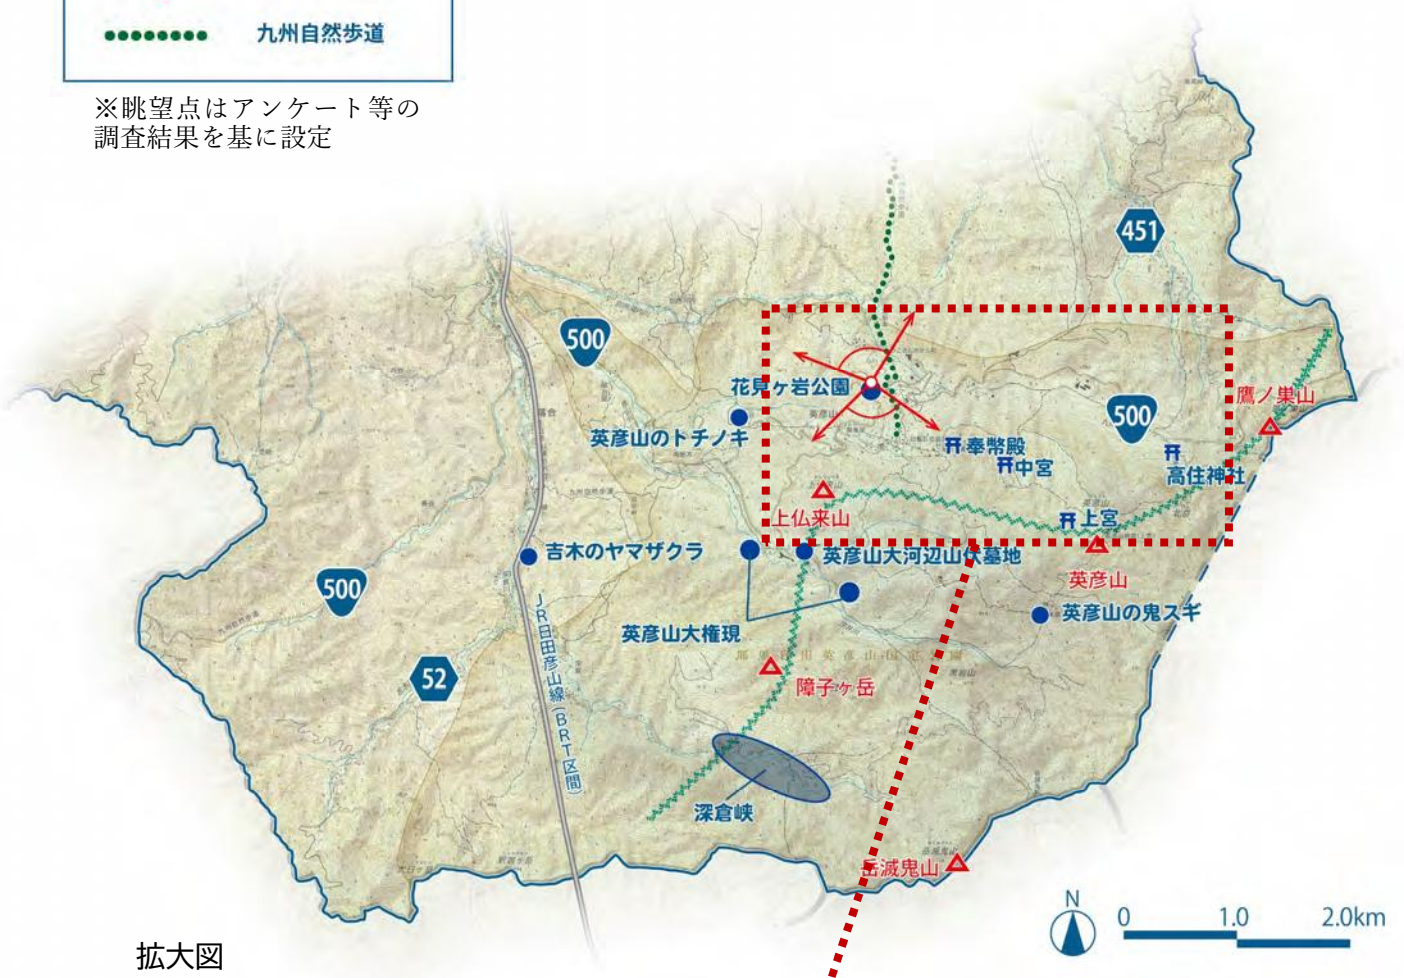 九州自然歩道
※眺望点はアンケート等の
調査結果を基に設定
451
500
花見ヶ岩公園
鷹ノ巣山
英彦山のトチノキ
500
奉幣殿
中宮
高住神社
上仏来山
上宮
吉木のヤマザクラ
英彦山大河辺山伏墓地
英彦山
500
英彦山の鬼スギ
英彦山大権現
JR日田彦山線(BRT区間)
52
障子ヶ岳
深倉峡
岳滅鬼山
N
0 1.0 2.0km
拡大図